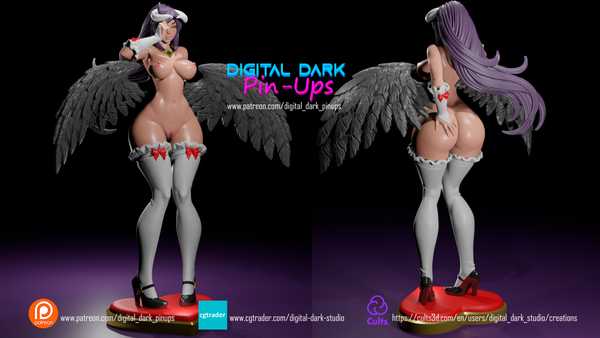 DIGITAL DARK
Pin-Ups
www.patreon.com/digital_dark_pinups
patreon
www.patreon.com/digital_dark_pinups
cgtrader
www.cgtrader.com/digital-dark-studio
Cults.
https://cults3d.com/en/users/digital_dark_studio/creations